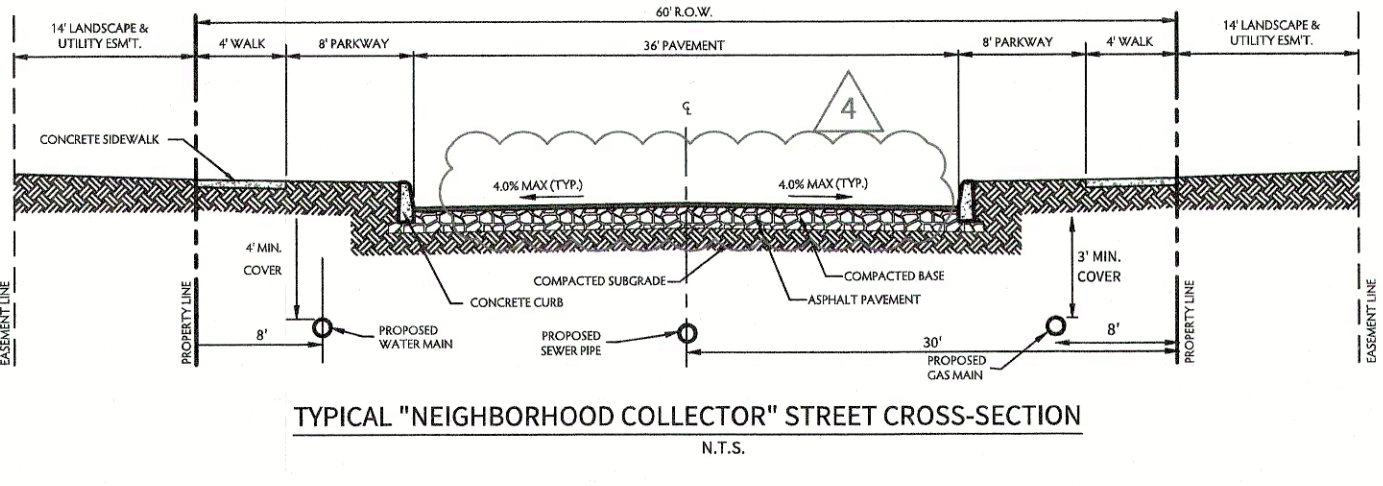 60' R.O.W.
14' LANDSCAPE &
UTILITY ESM'T.
4' WALK
8' PARKWAY
36' PAVEMENT
8' PARKWAY
4' WALK
14' LANDSCAPE &
UTILITY ESM'T.
4
℄
CONCRETE SIDEWALK
4.0% MAX (TYP.)
4.0% MAX (TYP.)
4' MIN.
COVER
3' MIN.
COVER
COMPACTED SUBGRADE
COMPACTED BASE
CONCRETE CURB
ASPHALT PAVEMENT
EASEMENT LINE
PROPERTY LINE
8'
PROPOSED
WATER MAIN
PROPOSED
SEWER PIPE
30'
PROPOSED
GAS MAIN
8'
PROPERTY LINE
EASEMENT LINE
TYPICAL "NEIGHBORHOOD COLLECTOR" STREET CROSS-SECTION
N.T.S.